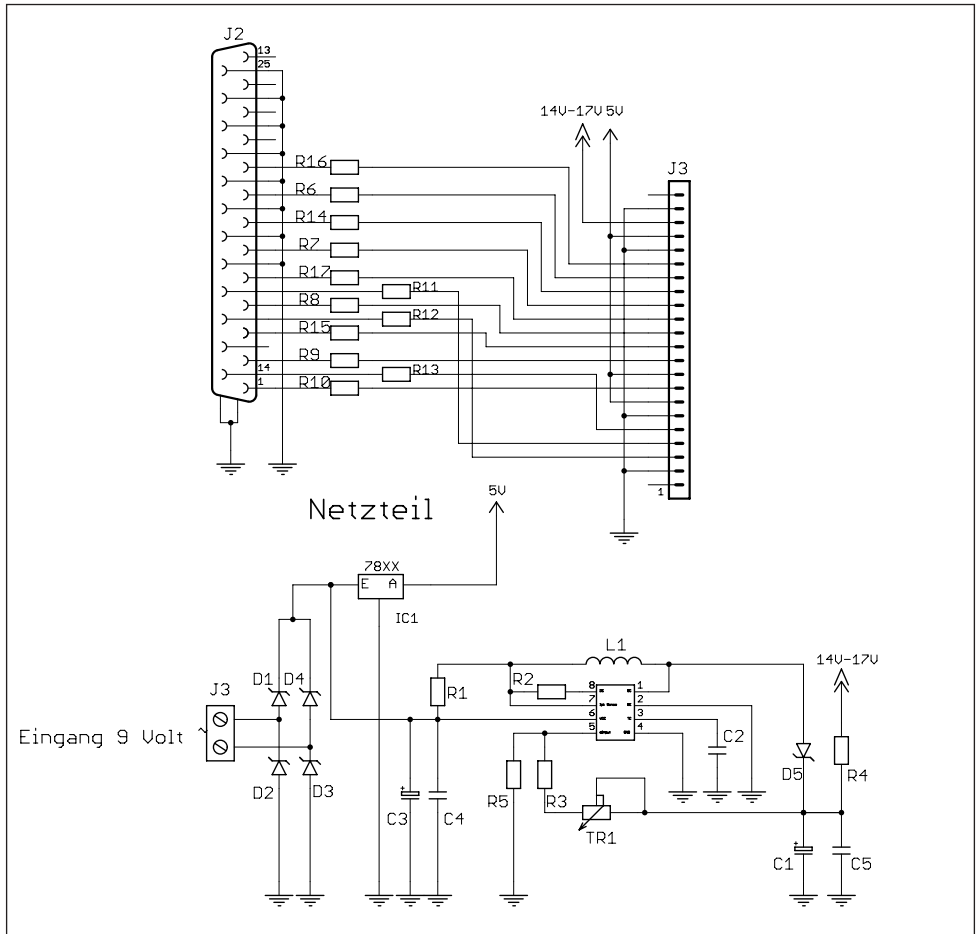 J2
13
25
14V-17V 5V
J3
R16
R6
R14
R7
R17
R11
R8
R12
R15
R9
14
R13
1
R10
1
5V
Netzteil
78XX
E A
IC1
L1
14V-17V
D1 D4
J3
R1
R2
8
7
6
5
1
2
3
4
~
Eingang 9 Volt
C2
D5
R4
D2
D3
+
C3
C4
R5
R3
TR1
+
C1
C5